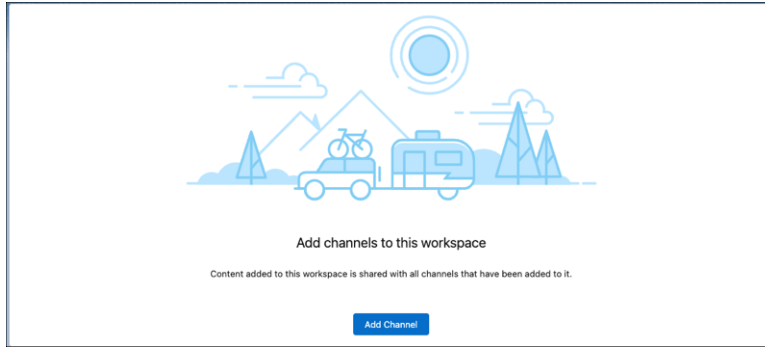 Add channels to this workspace
Content added to this workspace is shared with all channels that have been added to it.
Add Channel